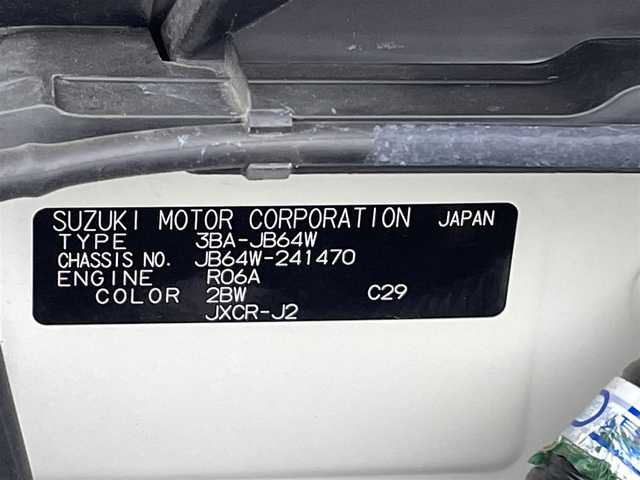 SUZUKI MOTOR CORPORATION JAPAN
TYPE 3BA-JB64W
CHASSIS NO. JB64W-241470
ENGINE R06A
COLOR 2BW C29
JXCR-J2